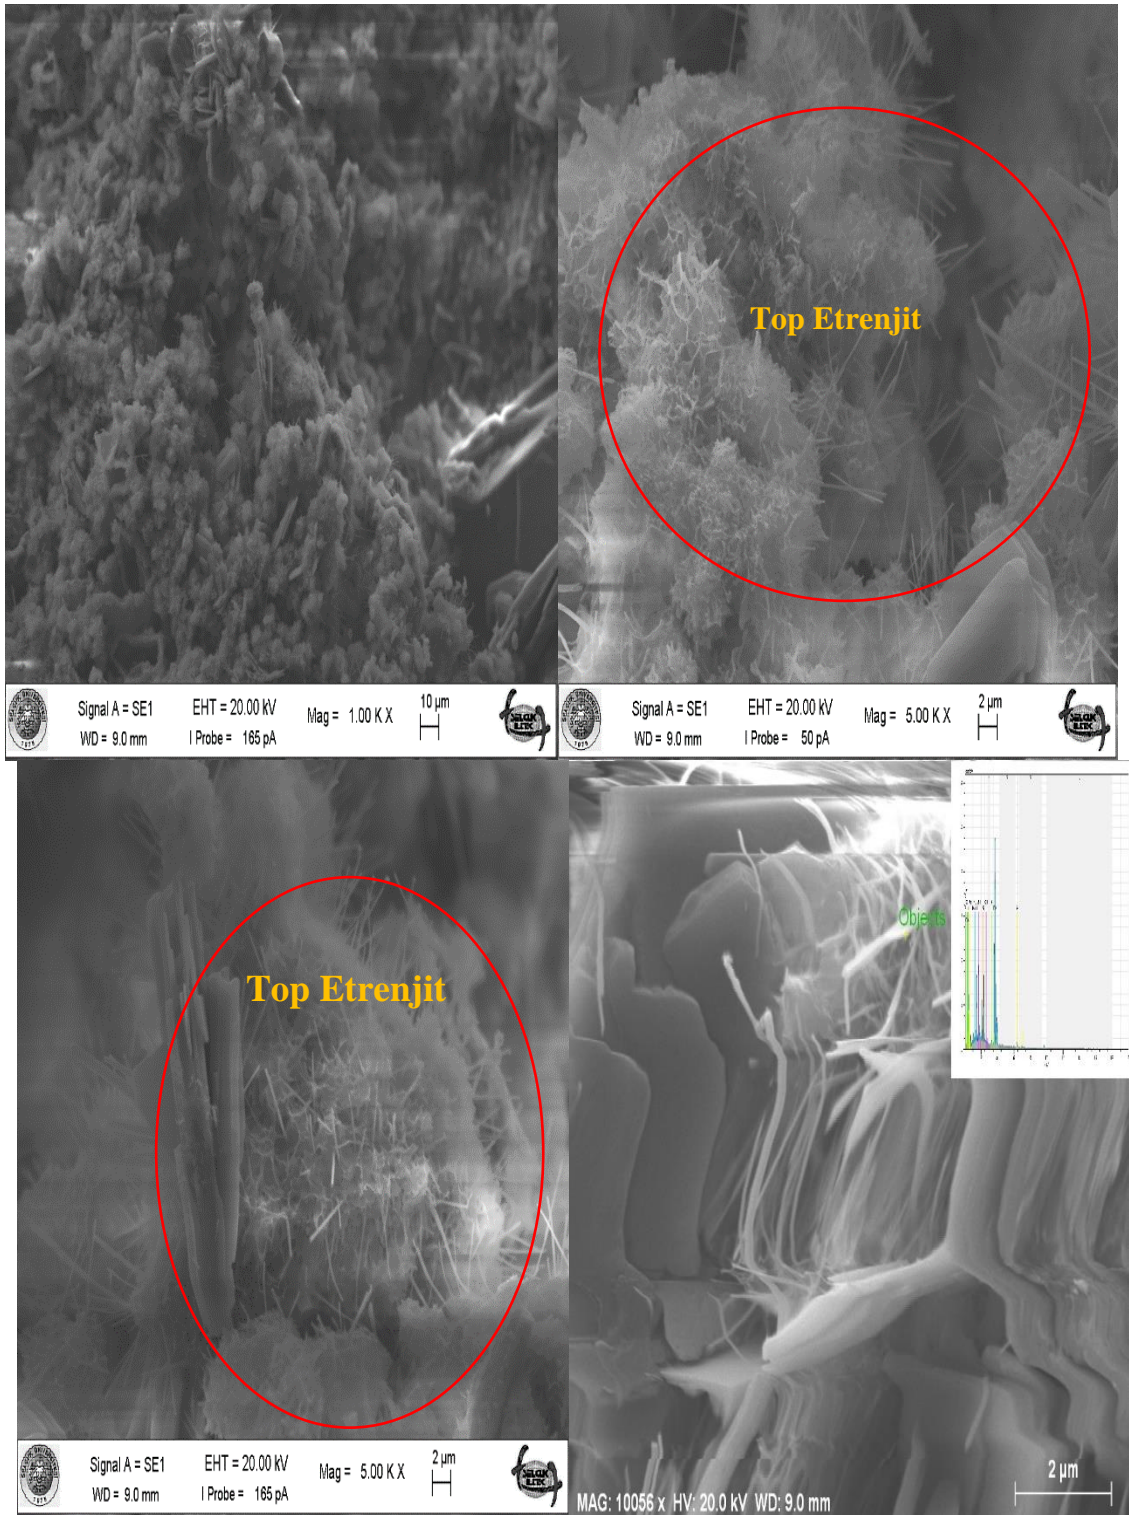 Top Etrenjit
Signal A = SE1
EHT = 20.00 kV
Mag = 1.00 K X
10 µm
WD = 9.0 mm
I Probe = 165 pA
Signal A = SE1
EHT = 20.00 kV
Mag = 5.00 K X
2 µm
WD = 9.0 mm
I Probe = 50 pA
Objects
Top Etrenjit
Signal A = SE1
EHT = 20.00 kV
Mag = 5.00 K X
2 µm
WD = 9.0 mm
I Probe = 165 pA
2 µm
MAG: 10056 x HV: 20.0 kV WD: 9.0 mm